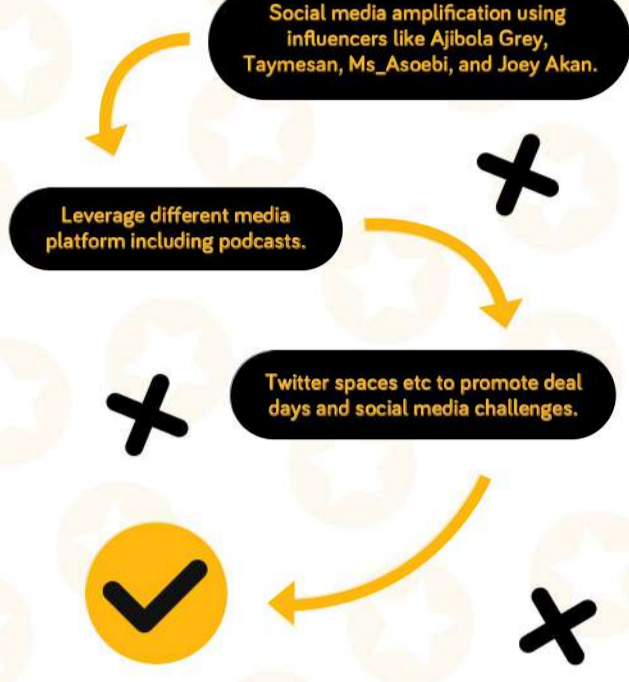 Social media amplification using
influencers like Ajibola Grey,
Taymesan, Ms_Asoebi, and Joey Akan.
Leverage different media
platform including podcasts.
Twitter spaces etc to promote deal
days and social media challenges.